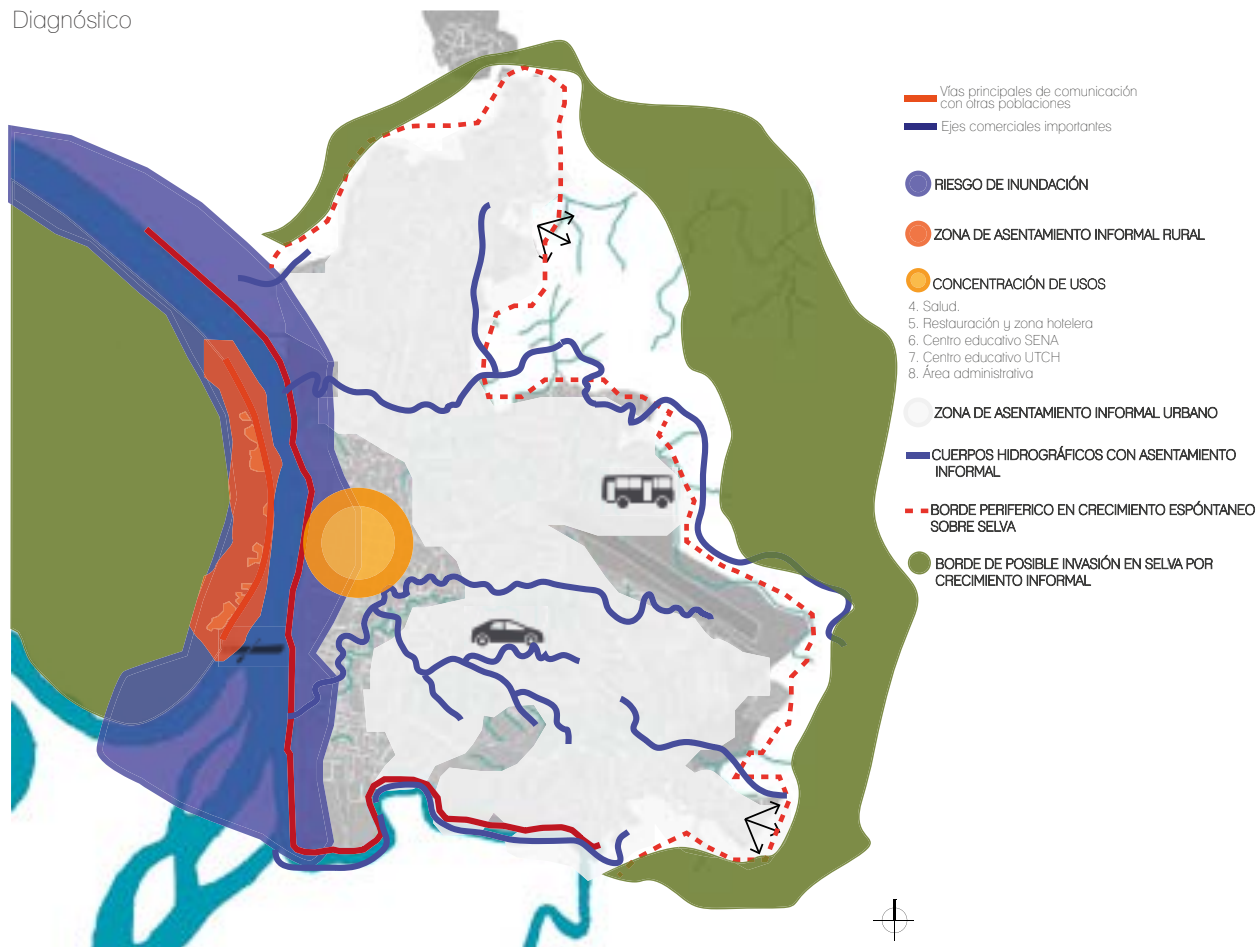 Diagnóstico
Vías principales de comunicación
con otras poblaciones
Ejes comerciales importantes
RIESGO DE INUNDACIÓN
ZONA DE ASENTAMIENTO INFORMAL RURAL
CONCENTRACIÓN DE USOS
4. Salud.
5. Restauración y zona hotelera
6. Centro educativo SENA
7. Centro educativo UTCH
8. Área administrativa
ZONA DE ASENTAMIENTO INFORMAL URBANO
CUERPOS HIDROGRÁFICOS CON ASENTAMIENTO
INFORMAL
BORDE PERIFERICO EN CRECIMIENTO ESPÓNTANEO
SOBRE SELVA
BORDE DE POSIBLE INVASIÓN EN SELVA POR
CRECIMIENTO INFORMAL